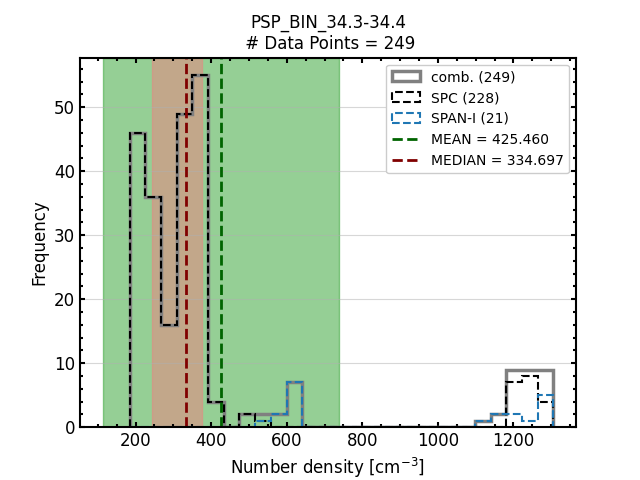 PSP_BIN_34.3-34.4
# Data Points = 249
comb. (249)
SPC (228)
SPAN-I (21)
MEAN = 425.460
MEDIAN = 334.697
Frequency
50
40
30
20
10
0
200 400 600 800 1000 1200
Number density [cm⁻³]